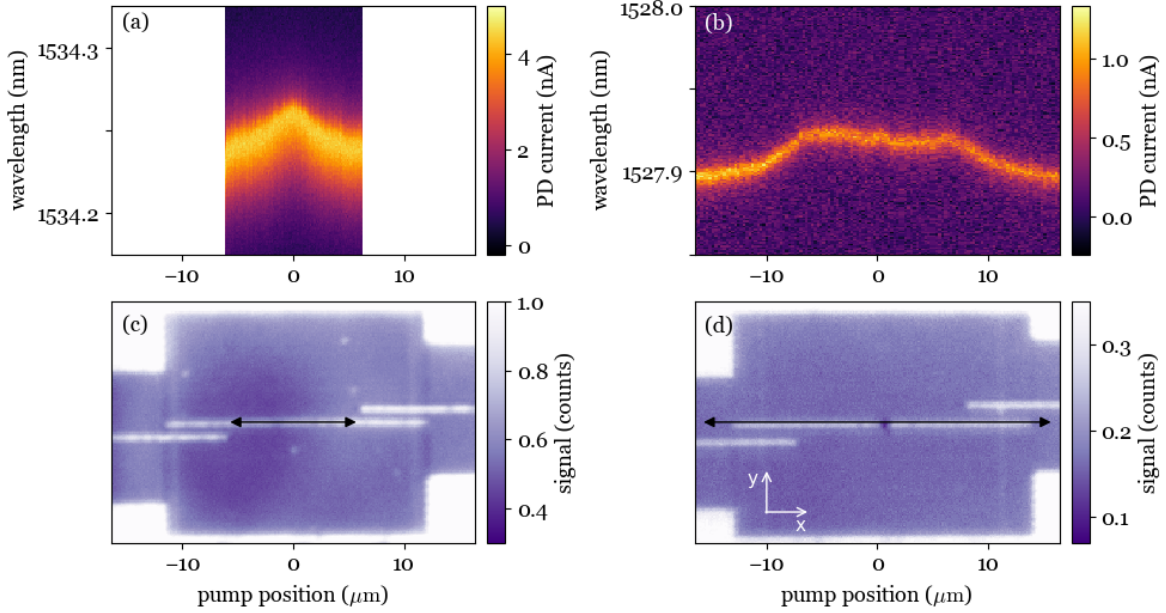 (a)
1534.3
1534.2
wavelength (nm)
−10
0
10
4
2
0
PD current (nA)
(b)
1528.0
1527.9
wavelength (nm)
−10
0
10
1.0
0.5
0.0
PD current (nA)
(c)
−10
0
10
pump position (μm)
1.0
0.8
0.6
0.4
signal (counts)
(d)
y
x
−10
0
10
pump position (μm)
0.3
0.2
0.1
signal (counts)